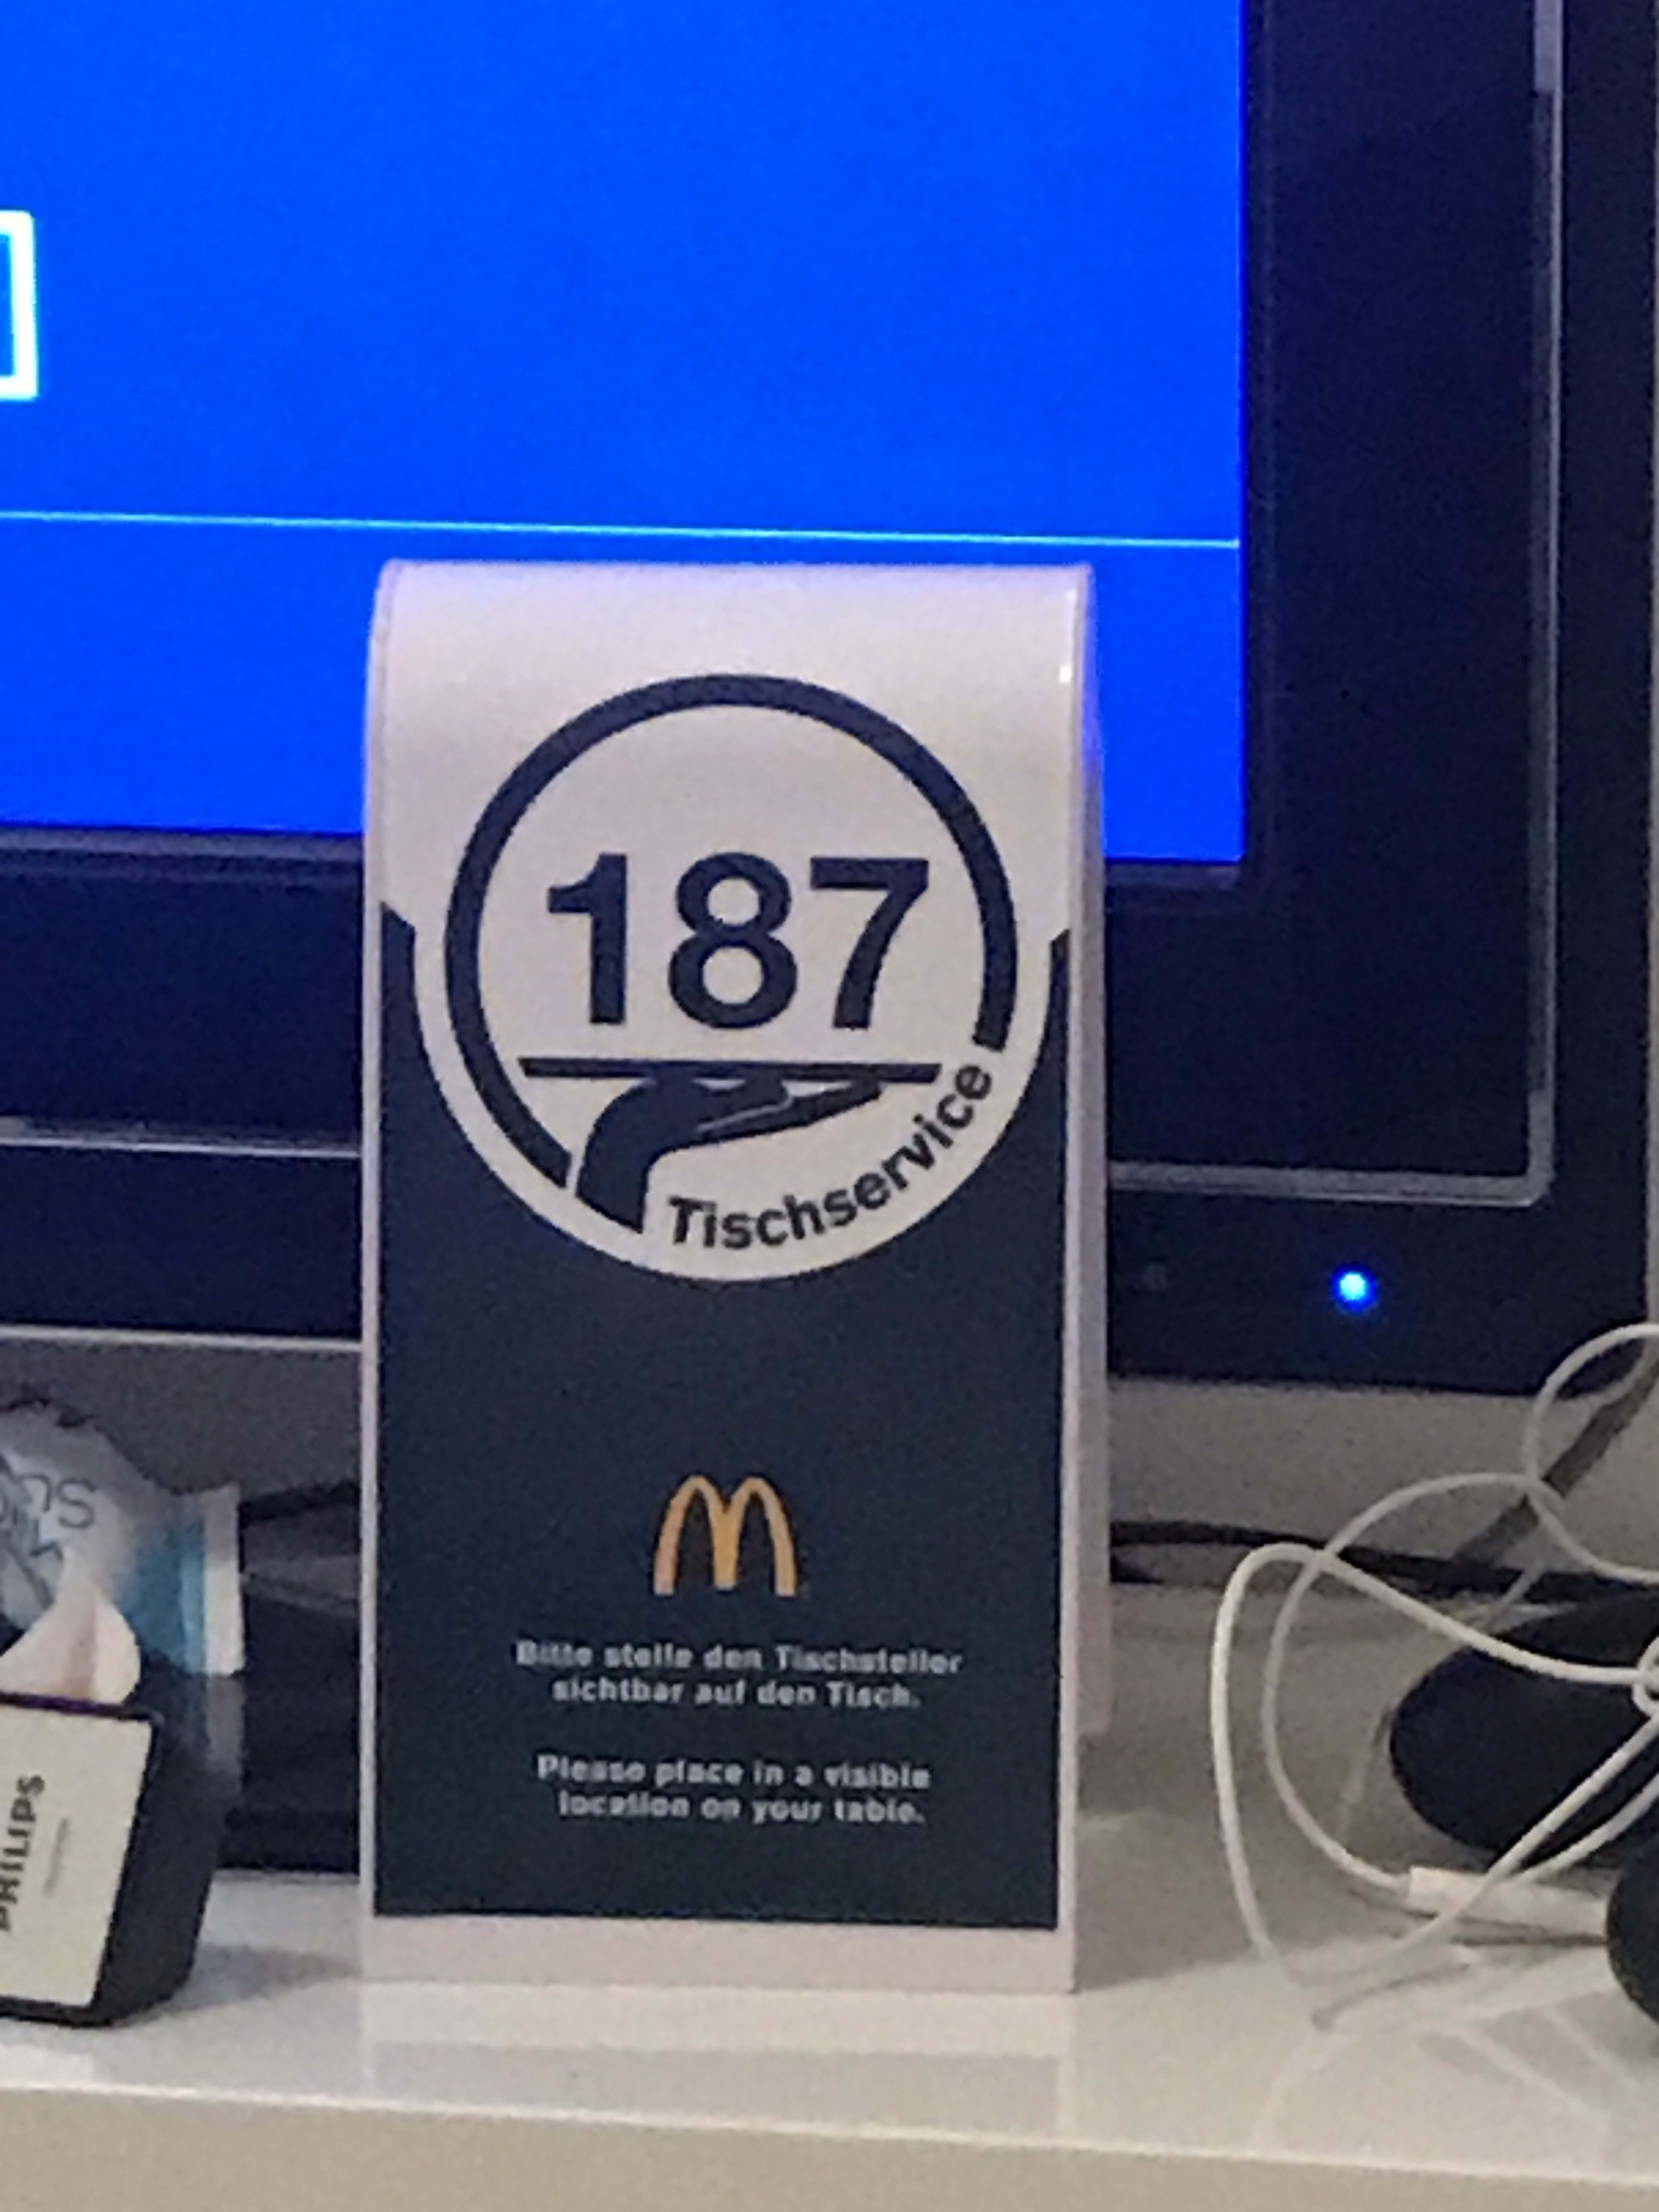 187
Tischservice
Bitte stelle den Tischsteller
sichtbar auf den Tisch.
Please place in a visible
location on your table.
PHILIPS